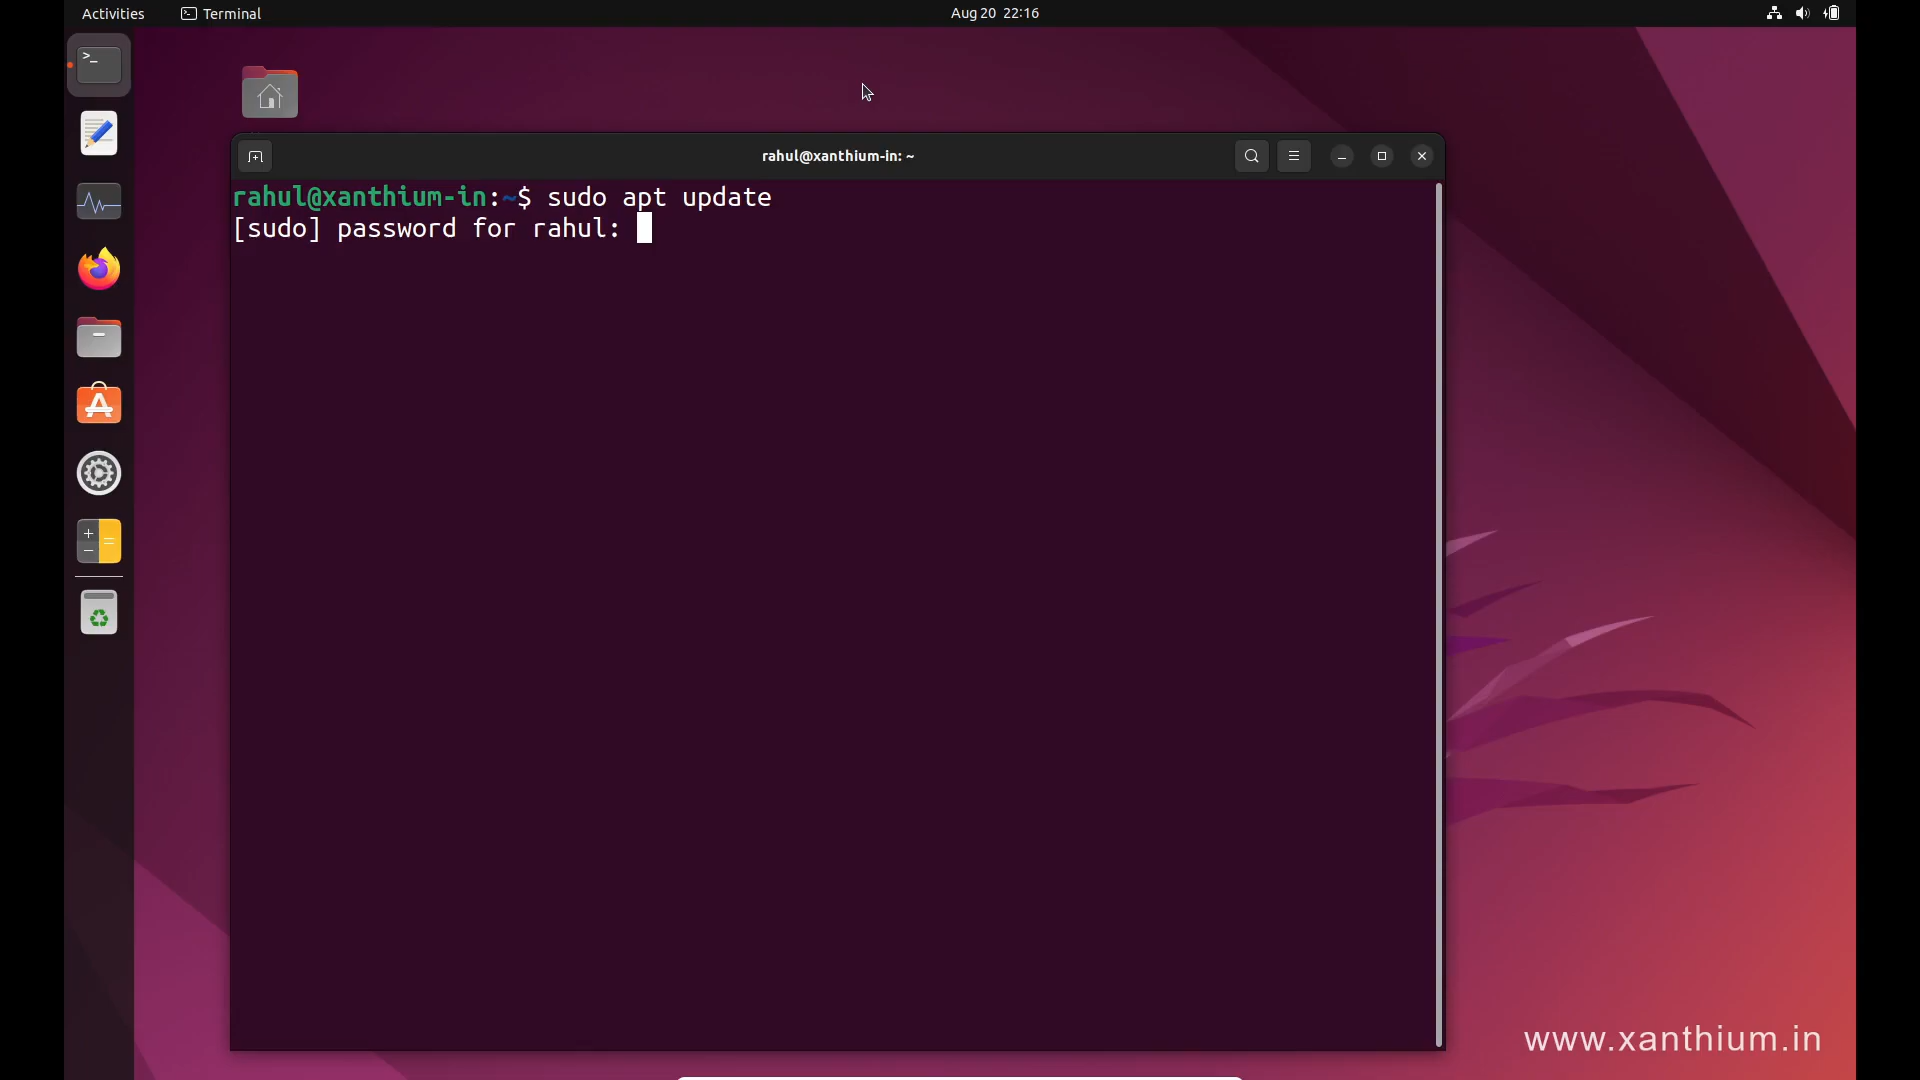 Activities
Terminal
Aug 20 22:16
rahul@xanthium-in: ~
rahul@xanthium-in:~$ sudo apt update
[sudo] password for rahul:
www.xanthium.in